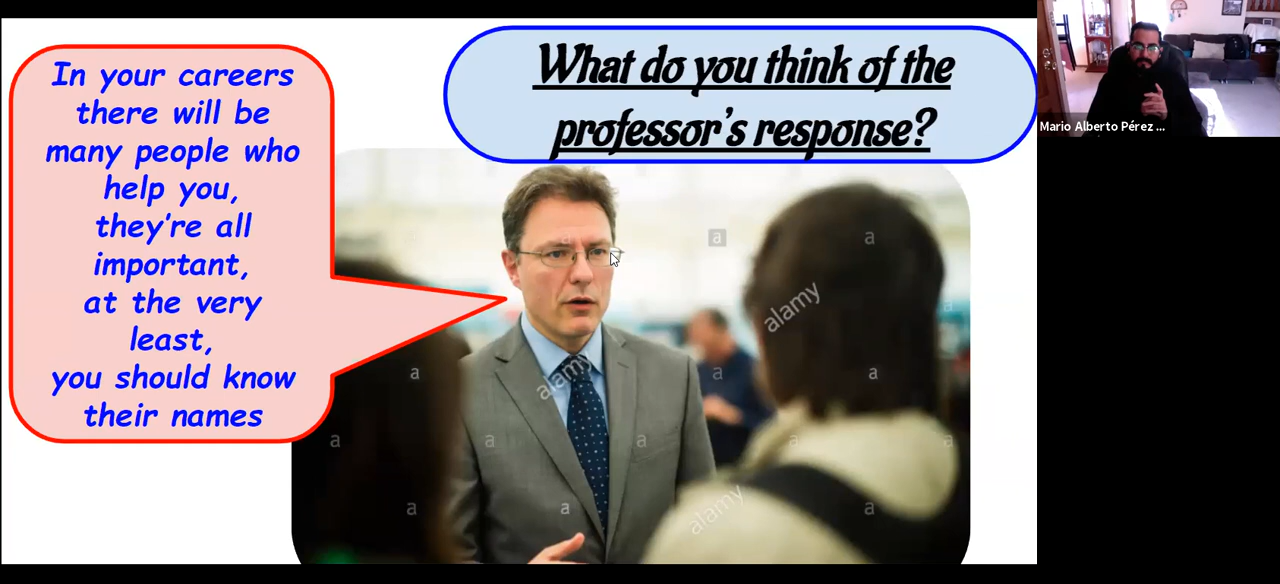 What do you think of the
professor's response?
In your careers
there will be
many people who
help you,
they're all
important,
at the very
least,
you should know
their names
Mario Alberto Pérez ...
a
a
a
alamy
a
alamy
a
a
a
a
a
a
a
a
a
a
a
alamy